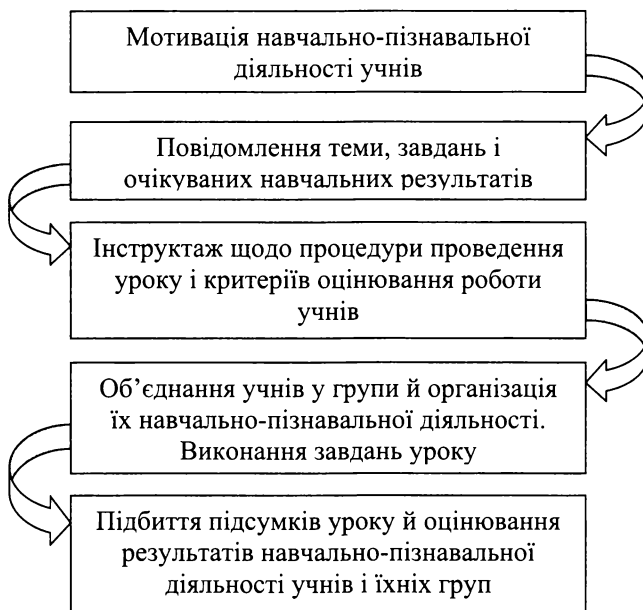 Мотивація навчально-пізнавальної
діяльності учнів
Повідомлення теми, завдань і
очікуваних навчальних результатів
Інструктаж щодо процедури проведення
уроку і критеріїв оцінювання роботи
учнів
Об’єднання учнів у групи й організація
їх навчально-пізнавальної діяльності.
Виконання завдань уроку
Підбиття підсумків уроку й оцінювання
результатів навчально-пізнавальної
діяльності учнів і їхніх груп